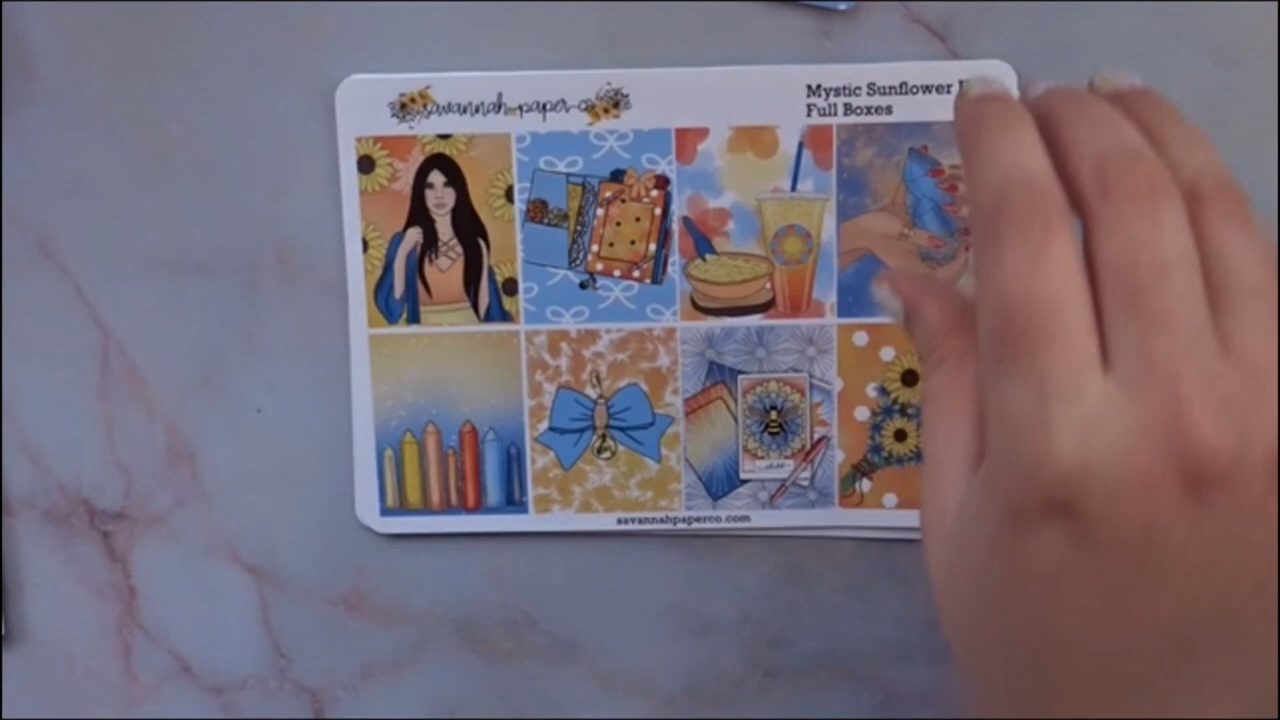 savannah paper co
Mystic Sunflower
Full Boxes
savannahpaperco.com